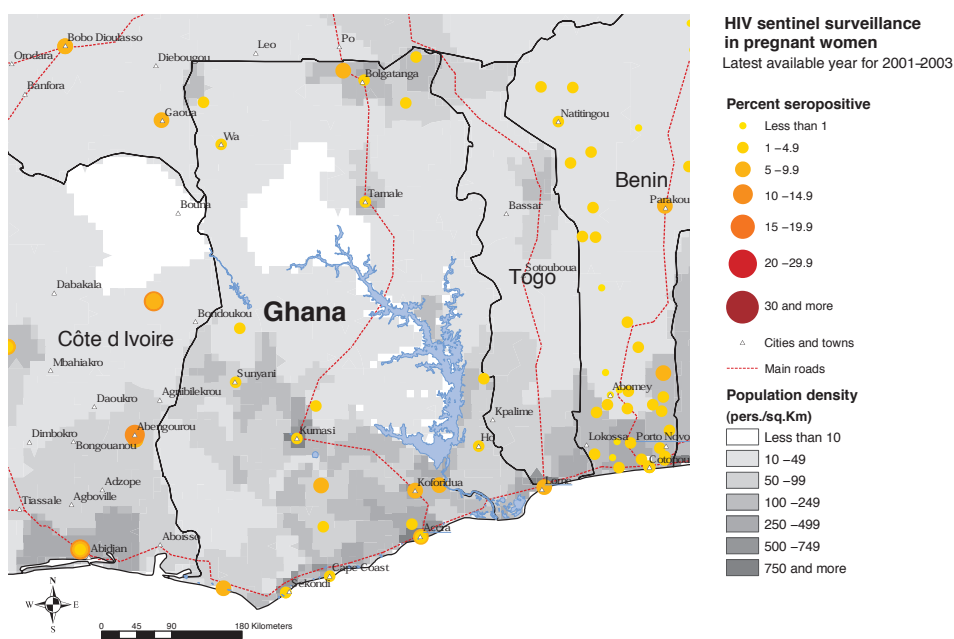 HIV sentinel surveillance
in pregnant women
Latest available year for 2001–2003
Percent seropositive
Less than 1
1 –4.9
5 –9.9
10 –14.9
15 –19.9
20 –29.9
30 and more
Cities and towns
Main roads
Population density
(pers./sq.Km)
Less than 10
10 –49
50 –99
100 –249
250 –499
500 –749
750 and more
Bobo Dioulasso
Orodara
Banfora
Diebougou
Leo
Po
Bolgatanga
Gaoua
Wa
Natitingou
Benin
Parakou
Tamale
Bouna
Bassar
Togo
Sotouboua
Dabakala
Ghana
Bondoukou
Côte d Ivoire
Mbahiakro
Sunyani
Agnibilekrou
Daoukro
Abomey
Kpalime
Abengourou
Dimbokro
Bongouanou
Kumasi
Ho
Lokossa
Porto Novo
Cotonou
Adzope
Agboville
Tiassale
Koforidua
Lome
Accra
Abidjan
Aboisso
Cape Coast
Sekondi
N
W
E
S
0 45 90 180 Kilometers